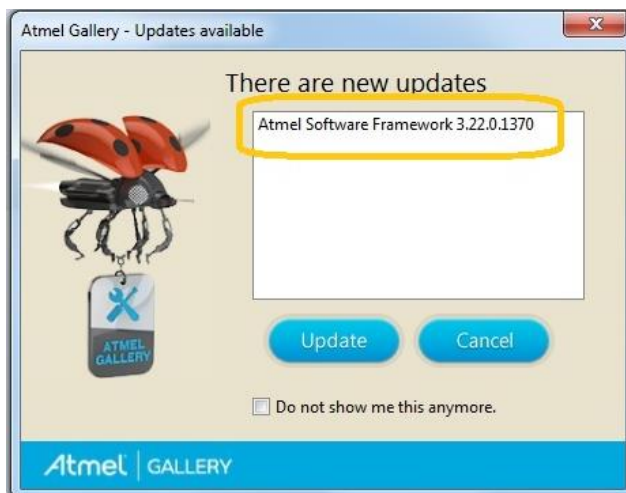 Atmel Gallery - Updates available
There are new updates
Atmel Software Framework 3.22.0.1370
ATMEL
GALLERY
Update
Cancel
Do not show me this anymore.
Atmel GALLERY